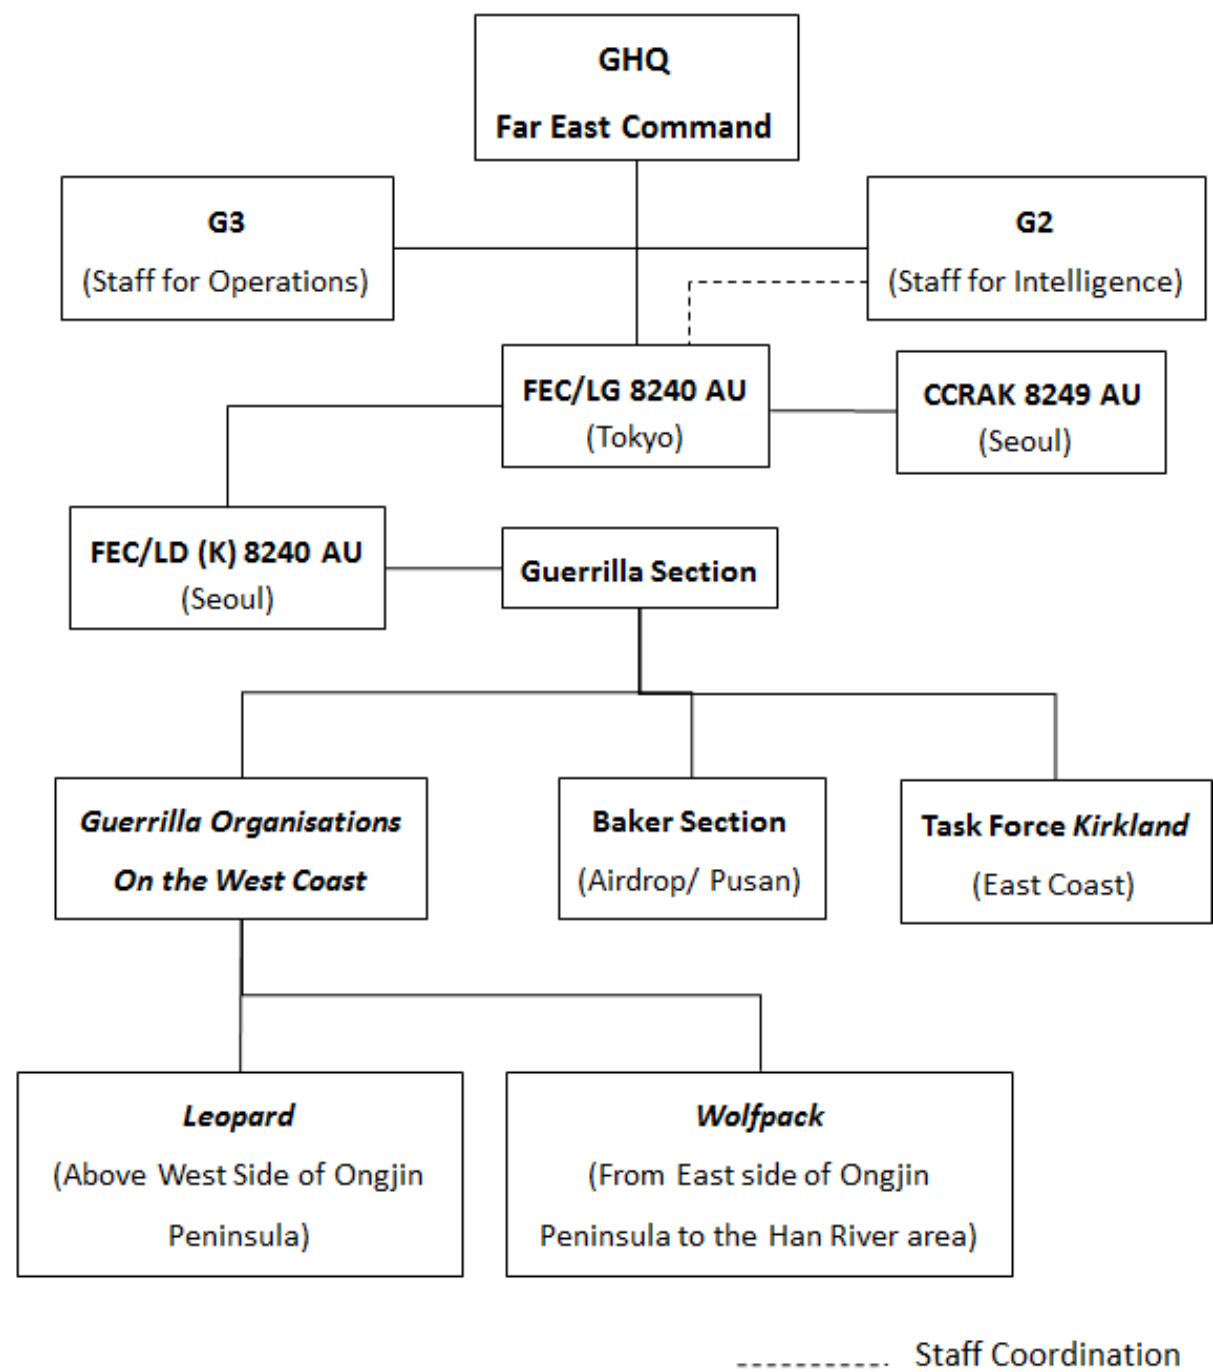 GHQ
Far East Command
G3
(Staff for Operations)
G2
(Staff for Intelligence)
FEC/LG 8240 AU
(Tokyo)
CCRAK 8249 AU
(Seoul)
FEC/LD (K) 8240 AU
(Seoul)
Guerrilla Section
Guerrilla Organisations
On the West Coast
Baker Section
(Airdrop/ Pusan)
Task Force Kirkland
(East Coast)
Leopard
(Above West Side of Ongjin
Peninsula)
Wolfpack
(From East side of Ongjin
Peninsula to the Han River area)
Staff Coordination